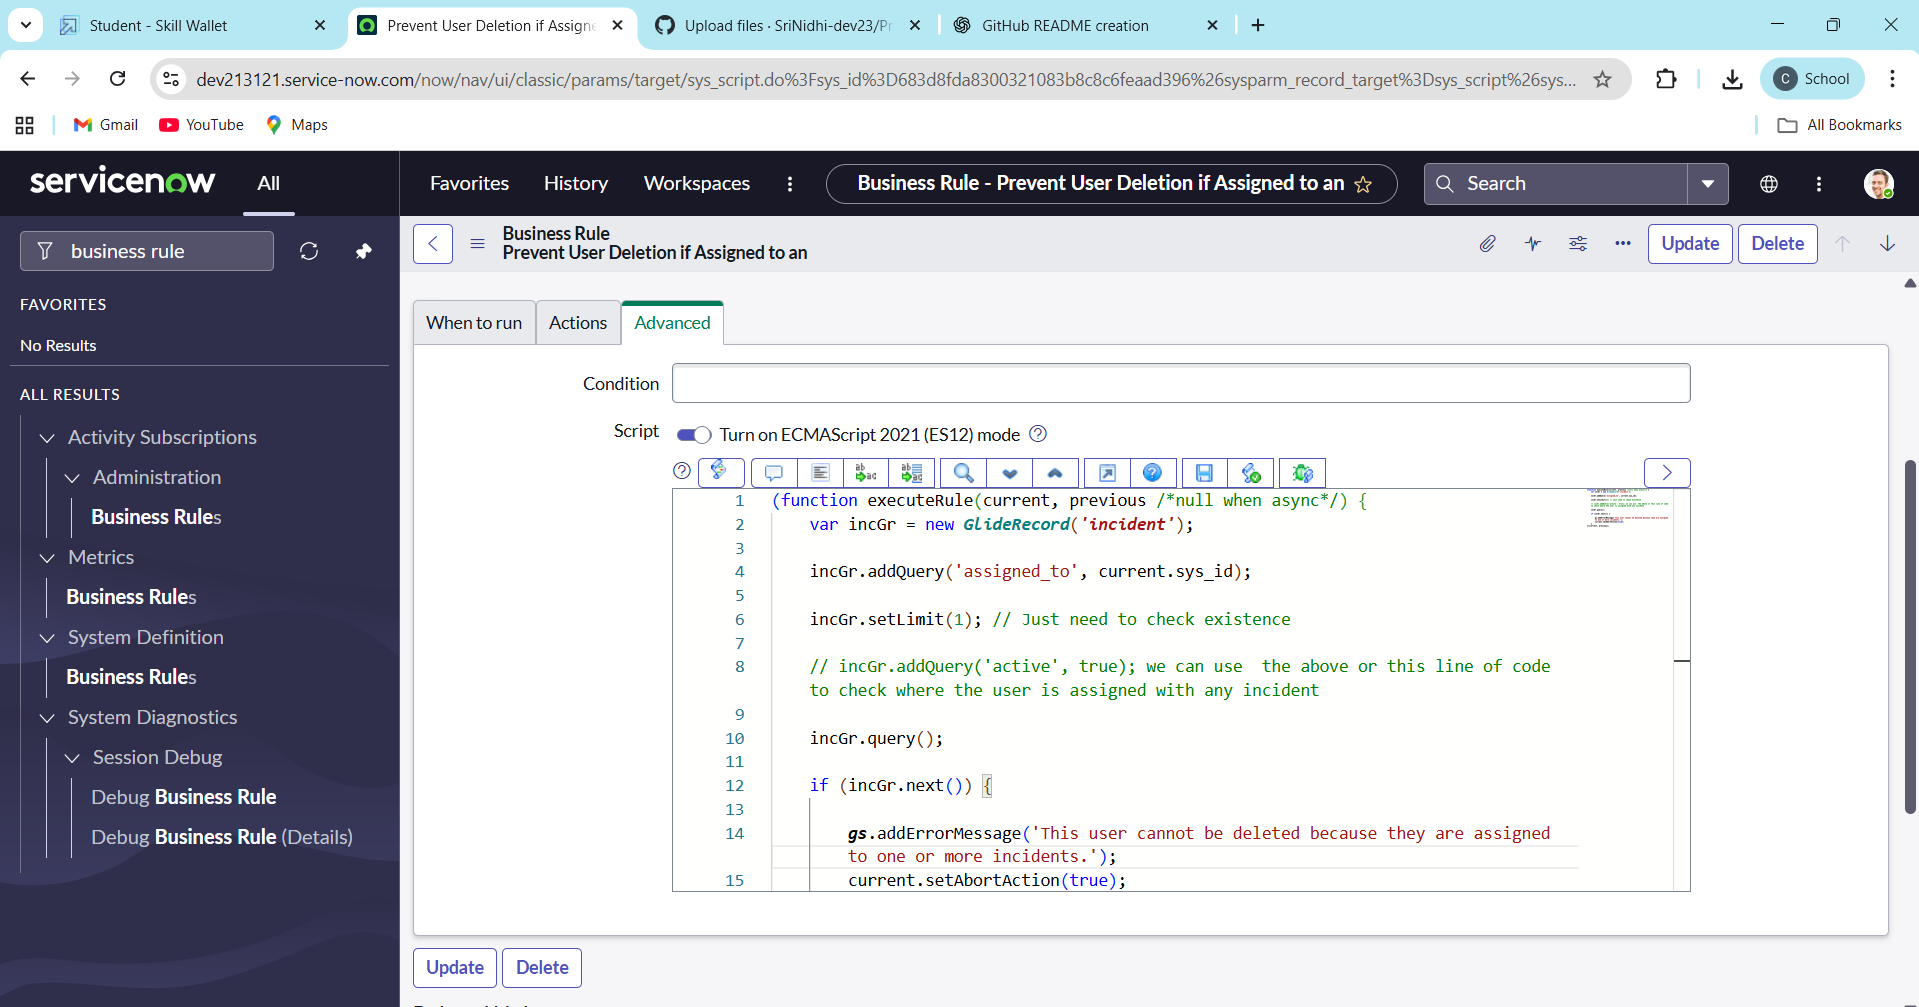 Student - Skill Wallet
Prevent User Deletion if Assigne
Upload files · SriNidhi-dev23/Pr
GitHub README creation
dev213121.service-now.com/now/nav/ui/classic/params/target/sys_script.do%3Fsys_id%3D683d8fda8300321083b8c8c6feaad396%26sysparm_record_target%3Dsys_script%26sys...
C School
Gmail
YouTube
Maps
All Bookmarks
servicenow
All
Favorites
History
Workspaces
Business Rule - Prevent User Deletion if Assigned to an
Search
business rule
FAVORITES
No Results
ALL RESULTS
Activity Subscriptions
Administration
Business Rules
Metrics
Business Rules
System Definition
Business Rules
System Diagnostics
Session Debug
Debug Business Rule
Debug Business Rule (Details)
Business Rule
Prevent User Deletion if Assigned to an
Update
Delete
When to run
Actions
Advanced
Condition
Script
Turn on ECMAScript 2021 (ES12) mode
1 (function executeRule(current, previous /*null when async*/) {
2 var incGr = new GlideRecord('incident');
3
4 incGr.addQuery('assigned_to', current.sys_id);
5
6 incGr.setLimit(1); // Just need to check existence
7
8 // incGr.addQuery('active', true); we can use  the above or this line of code
to check where the user is assigned with any incident
9
10 incGr.query();
11
12 if (incGr.next()) {
13
14 gs.addErrorMessage('This user cannot be deleted because they are assigned
to one or more incidents.');
15 current.setAbortAction(true);
Update
Delete